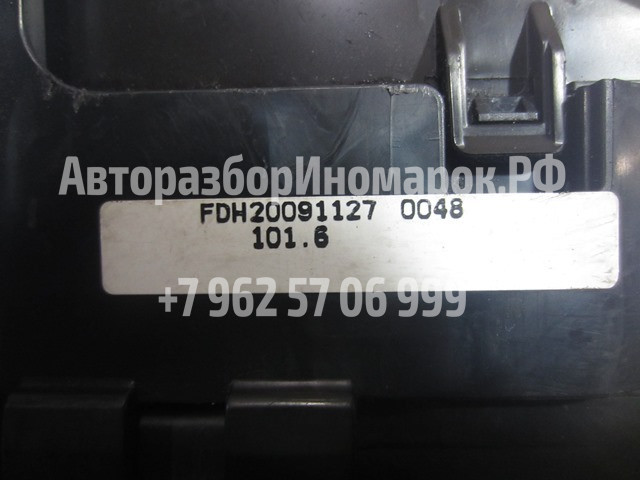 АвторазборИномарок.РФ
FDH20091127 0048
101.6
+7 962 57 06 999